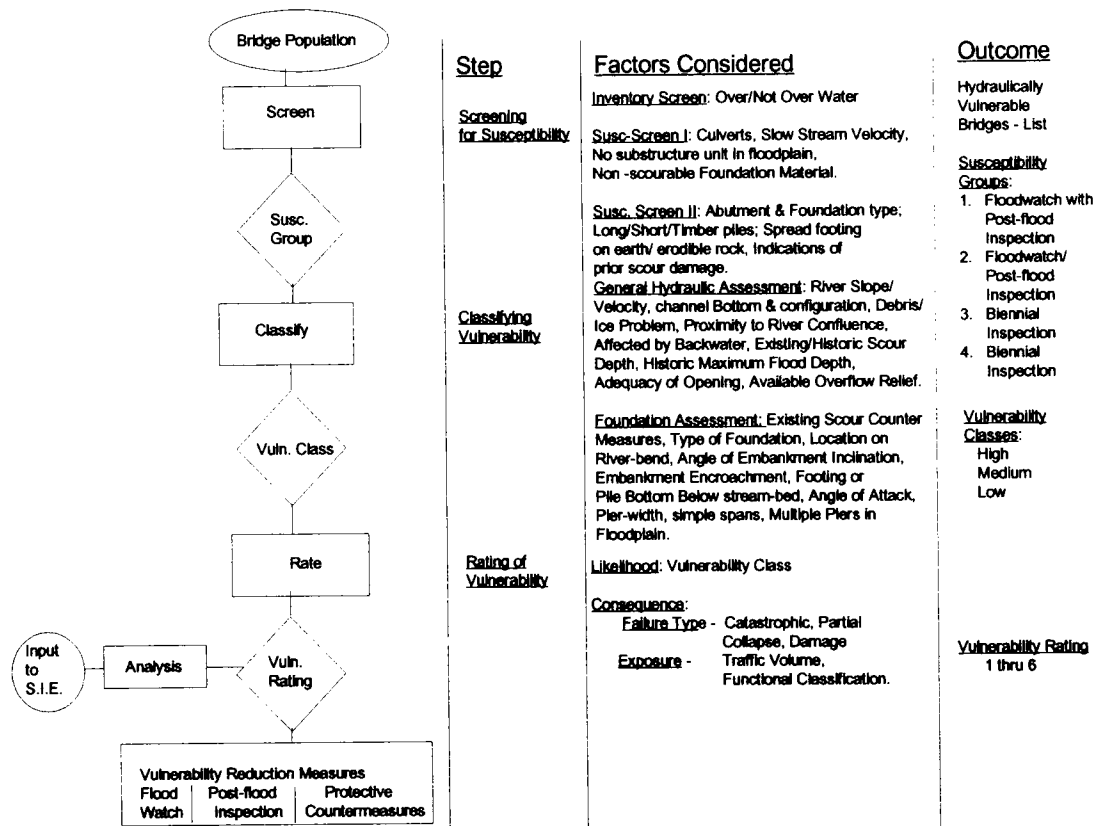 Bridge Population
Screen
Susc.
Group
Classify
Vuln. Class
Rate
Input
to
S.I.E.
Analysis
Vuln.
Rating
Vulnerability Reduction Measures
Flood Post-flood Protective
Watch Inspection Countermeasures
Step
Screening
for Susceptibility
Classifying
Vulnerability
Rating of
Vulnerability
Factors Considered
Inventory Screen: Over/Not Over Water
Susc-Screen I: Culverts, Slow Stream Velocity,
No substructure unit in floodplain,
Non -scourable Foundation Material.
Susc. Screen II: Abutment & Foundation type;
Long/Short/Timber piles; Spread footing
on earth/ erodible rock, Indications of
prior scour damage.
General Hydraulic Assessment: River Slope/
Velocity, channel Bottom & configuration, Debris/
Ice Problem, Proximity to River Confluence,
Affected by Backwater, Existing/Historic Scour
Depth, Historic Maximum Flood Depth,
Adequacy of Opening, Available Overflow Relief.
Foundation Assessment: Existing Scour Counter
Measures, Type of Foundation, Location on
River-bend, Angle of Embankment Inclination,
Embankment Encroachment, Footing or
Pile Bottom Below stream-bed, Angle of Attack,
Pier-width, simple spans, Multiple Piers in
Floodplain.
Likelihood: Vulnerability Class
Consequence:
Failure Type - Catastrophic, Partial
Collapse, Damage
Exposure - Traffic Volume,
Functional Classification.
Outcome
Hydraulically
Vulnerable
Bridges - List
Susceptibility
Groups:
1. Floodwatch with
Post-flood
Inspection
2. Floodwatch/
Post-flood
Inspection
3. Biennial
Inspection
4. Biennial
Inspection
Vulnerability
Classes:
High
Medium
Low
Vulnerability Rating
1 thru 6